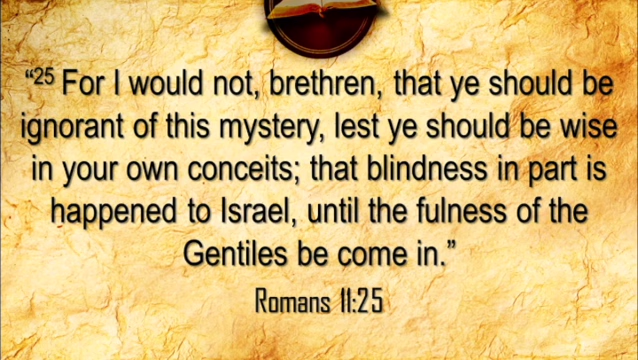 “25 For I would not, brethren, that ye should be
ignorant of this mystery, lest ye should be wise
in your own conceits; that blindness in part is
happened to Israel, until the fulness of the
Gentiles be come in.”
Romans 11:25